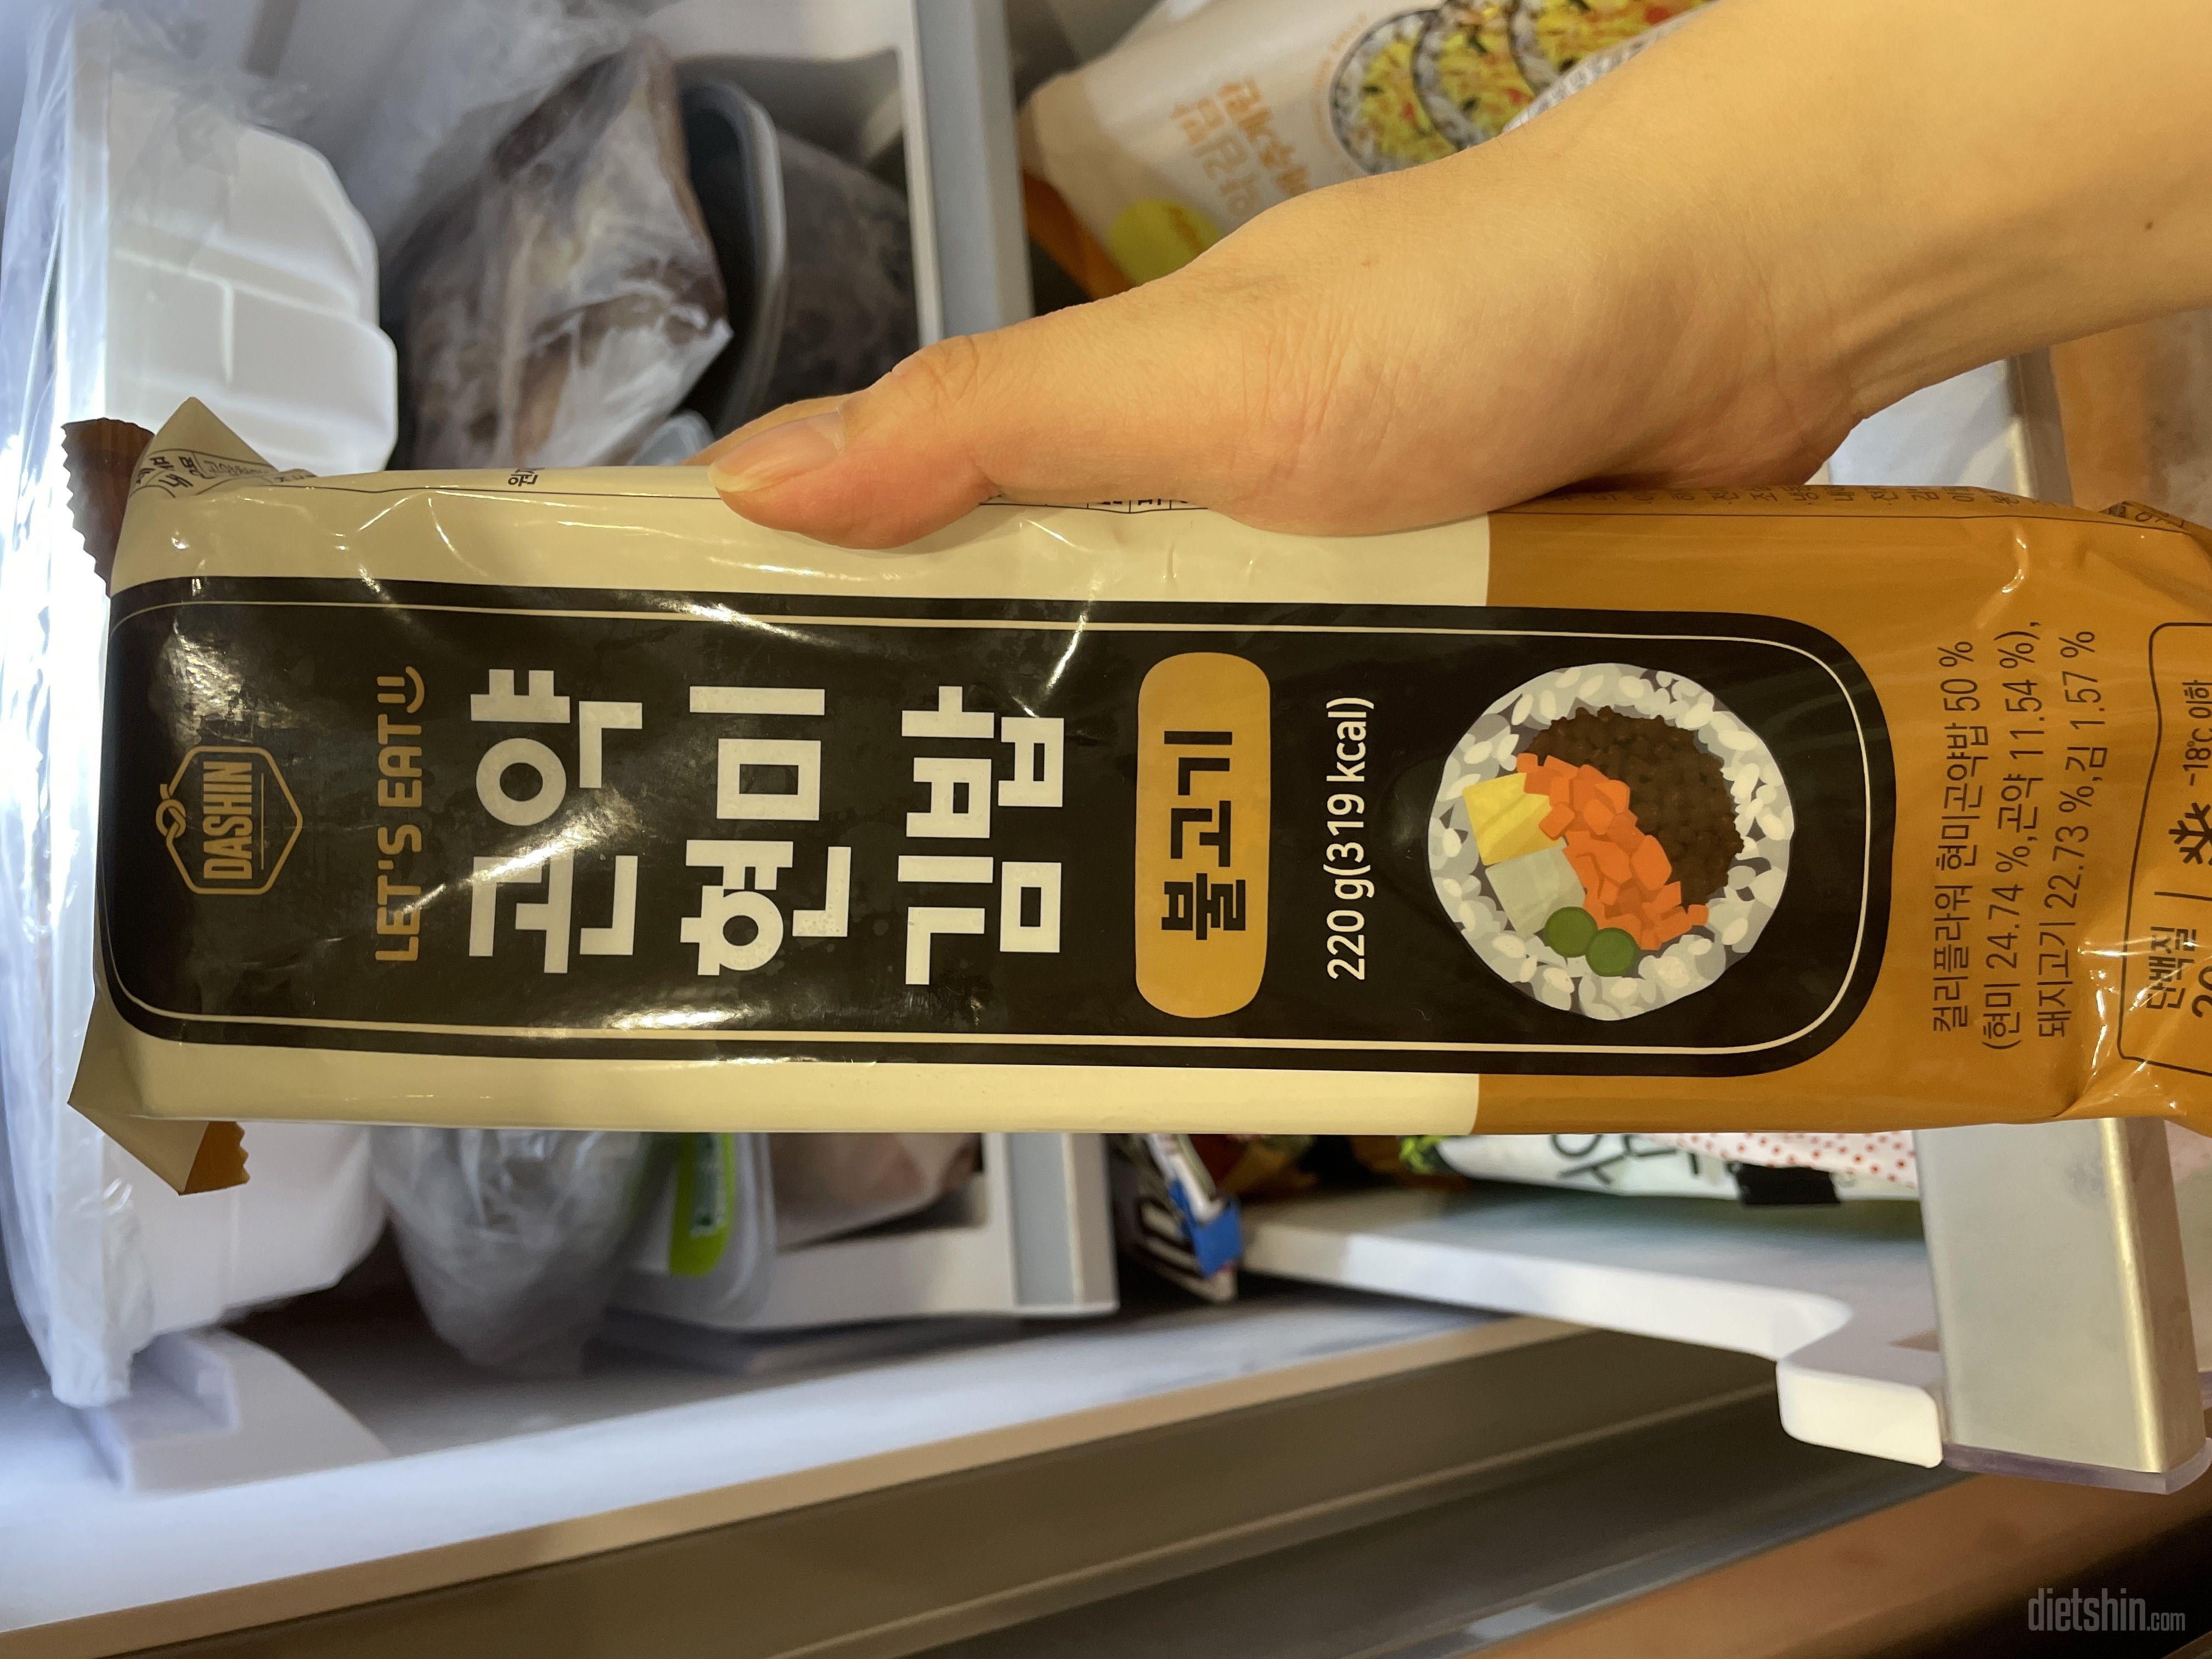 DASHIN
LET'S EAT
곤약
현미
김밥
불고기
220 g(319 kcal)
컬리플라워 현미곤약밥 50 %
(현미 24.74 %,곤약 11.54 %),
돼지고기 22.73 %,김 1.57 %
단백질
-18℃ 이하
dietshin.com